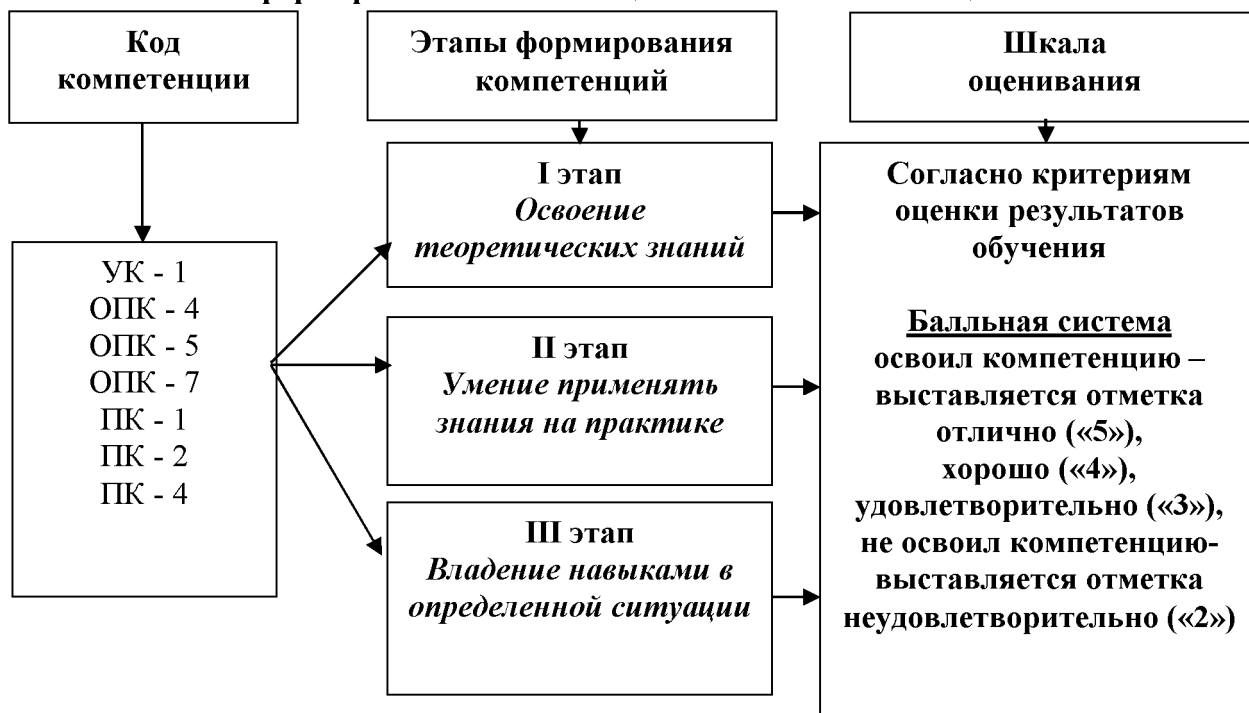 Код
компетенции
Этапы формирования
компетенций
Шкала
оценивания
УК - 1
ОПК - 4
ОПК - 5
ОПК - 7
ПК - 1
ПК - 2
ПК - 4
I этап
Освоение
теоретических знаний
II этап
Умение применять
знания на практике
III этап
Владение навыками в
определенной ситуации
Согласно критериям
оценки результатов
обучения
Балльная система
освоил компетенцию –
выставляется отметка
отлично («5»),
хорошо («4»),
удовлетворительно («3»),
не освоил компетенцию-
выставляется отметка
неудовлетворительно («2»)